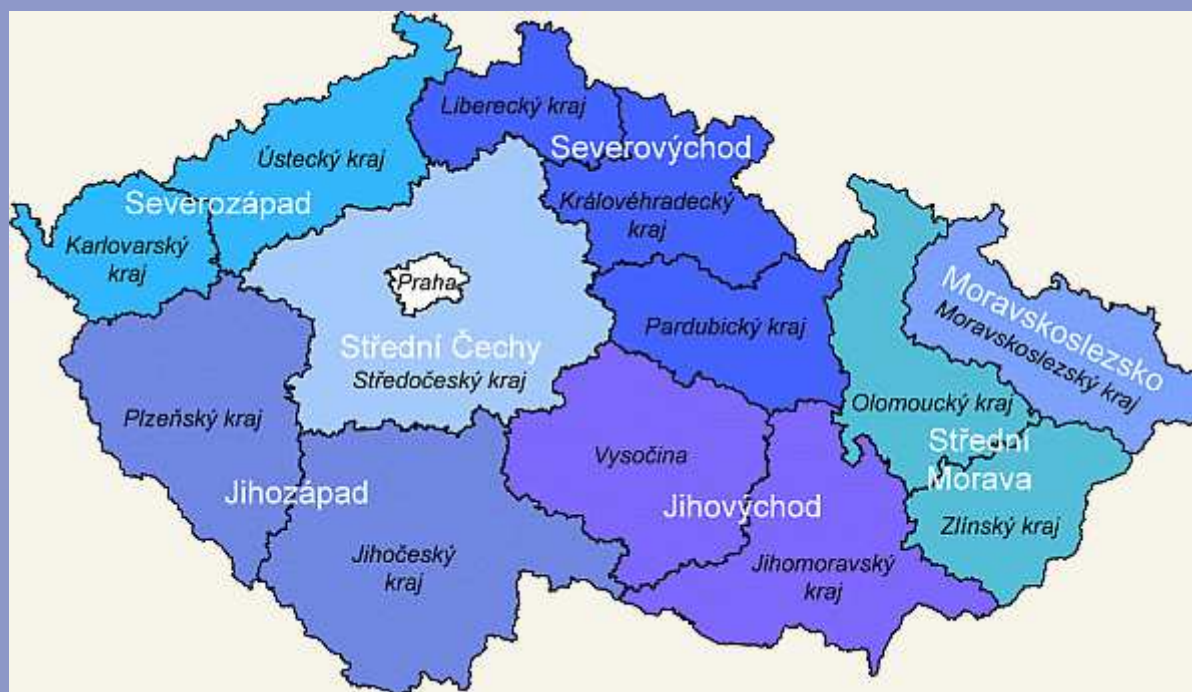 Liberecký kraj
Severovýchod
Ústecký kraj
Severozápad
Královéhradecký
kraj
Karlovarský
kraj
Praha
Moravskoslezsko
Moravskoslezský kraj
Pardubický kraj
Střední Čechy
Středočeský kraj
Plzeňský kraj
Olomoucký kraj
Střední
Morava
Vysočina
Jihozápad
Jihovýchod
Zlínský kraj
Jihočeský
kraj
Jihomoravský
kraj